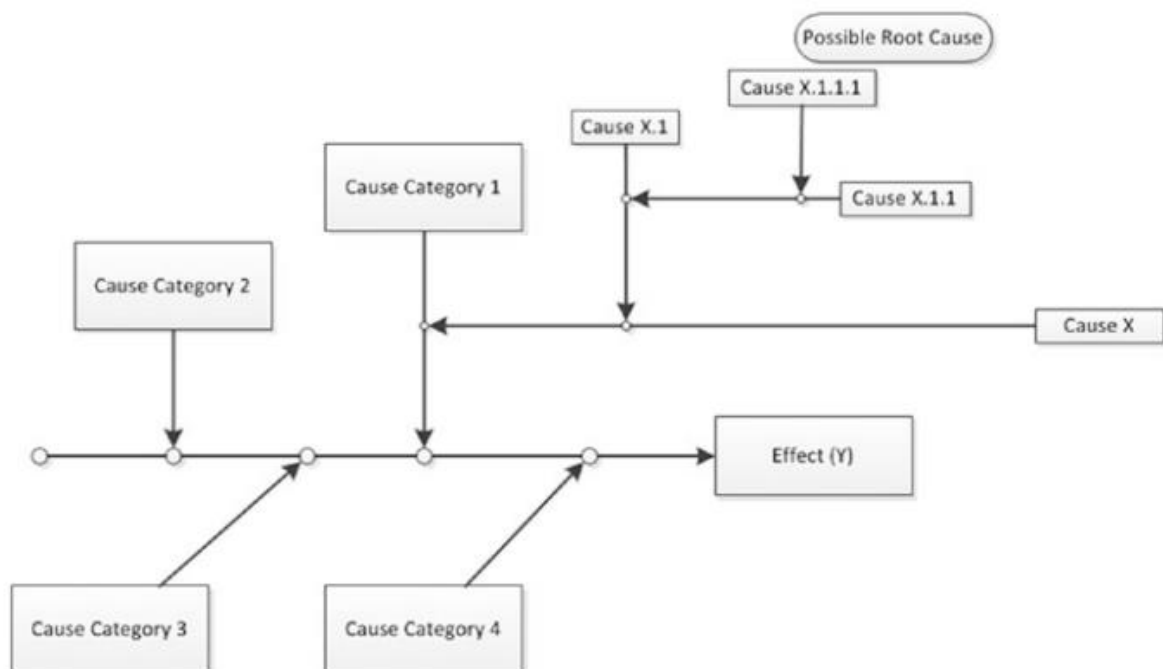 Possible Root Cause
Cause X.1.1.1
Cause X.1
Cause Category 1
Cause X.1.1
Cause Category 2
Cause X
Effect (Y)
Cause Category 3
Cause Category 4